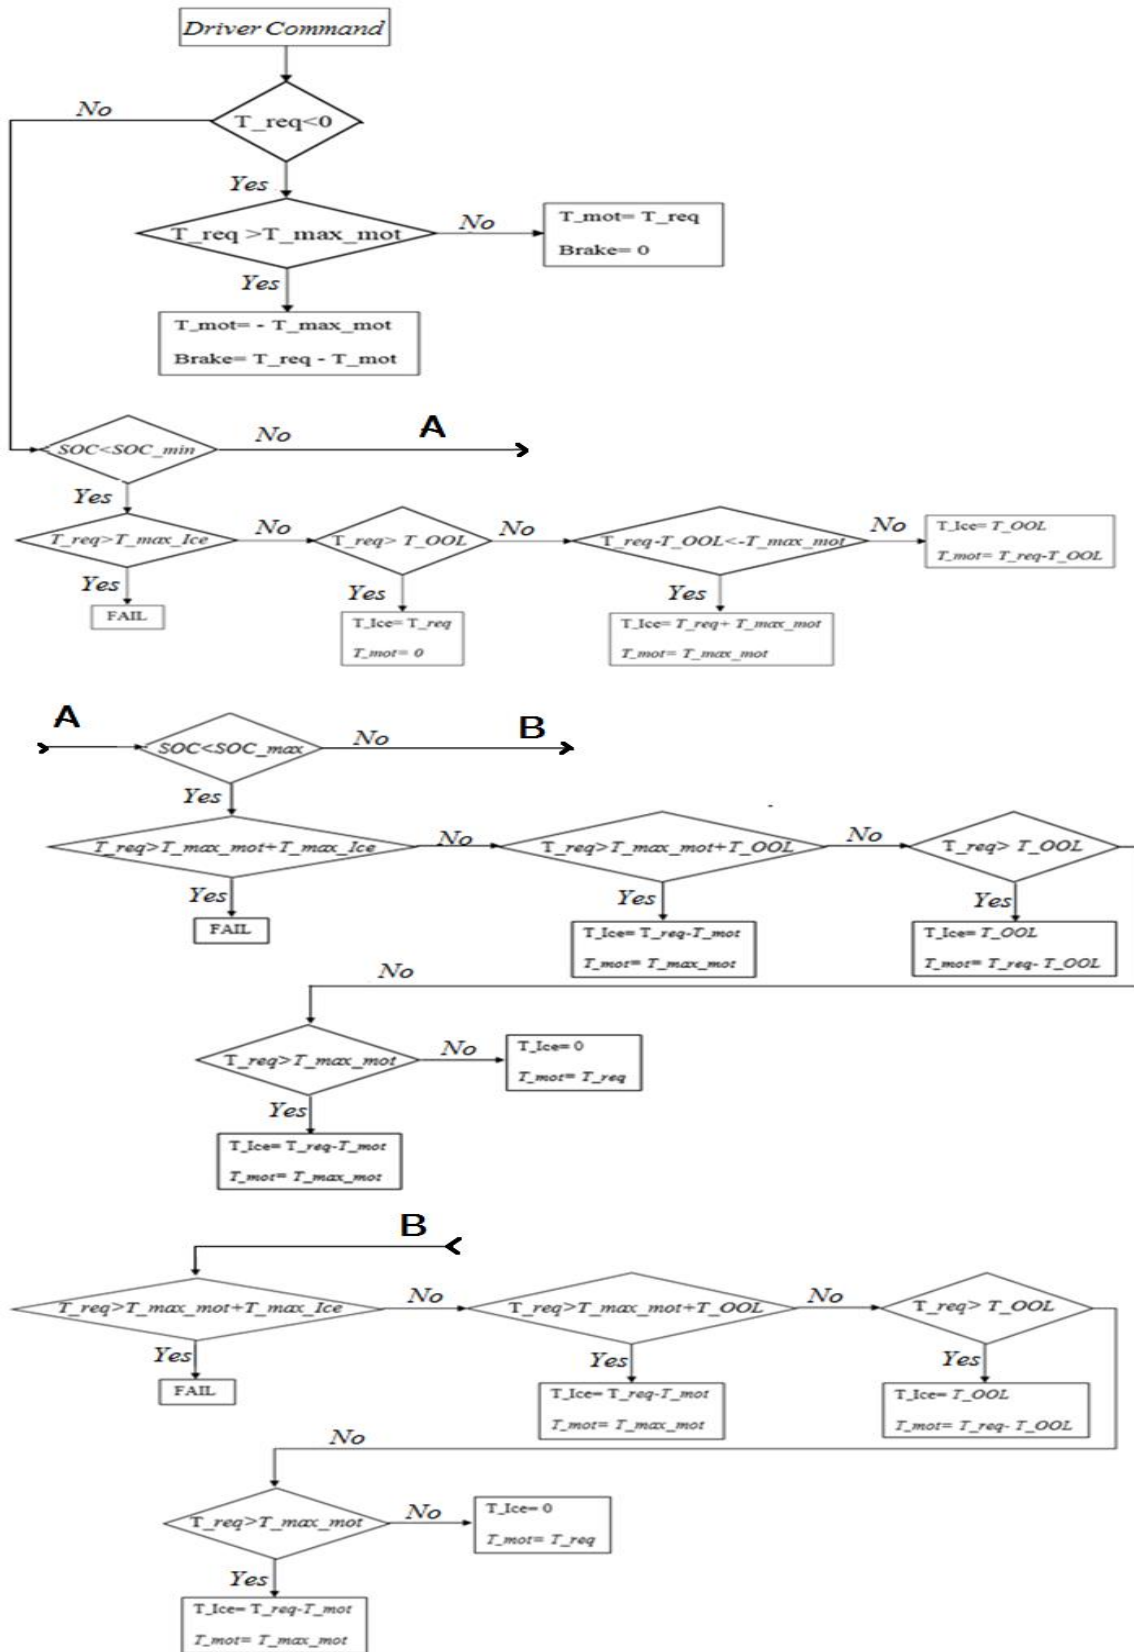 Driver Command
No
T_req<0
Yes
T_req >T_max_mot
No
T_mot= T_req
Brake= 0
Yes
T_mot= - T_max_mot
Brake= T_req - T_mot
SOC<SOC_min
No
A
Yes
T_req>T_max_Ice
No
T_req> T_OOL
No
T_req-T_OOL<-T_max_mot
No
T_Ice= T_OOL
T_mot= T_req-T_OOL
Yes
FAIL
Yes
T_Ice= T_req
T_mot= 0
Yes
T_Ice= T_req+ T_max_mot
T_mot= T_max_mot
A
SOC<SOC_max
No
B
Yes
T_req>T_max_mot+T_max_Ice
No
T_req>T_max_mot+T_OOL
No
T_req> T_OOL
Yes
FAIL
Yes
T_Ice= T_req-T_mot
T_mot= T_max_mot
Yes
T_Ice= T_OOL
T_mot= T_req- T_OOL
No
T_req>T_max_mot
No
T_Ice= 0
T_mot= T_req
Yes
T_Ice= T_req-T_mot
T_mot= T_max_mot
B
T_req>T_max_mot+T_max_Ice
No
T_req>T_max_mot+T_OOL
No
T_req> T_OOL
Yes
FAIL
Yes
T_Ice= T_req-T_mot
T_mot= T_max_mot
Yes
T_Ice= T_OOL
T_mot= T_req- T_OOL
No
T_req>T_max_mot
No
T_Ice= 0
T_mot= T_req
Yes
T_Ice= T_req-T_mot
T_mot= T_max_mot